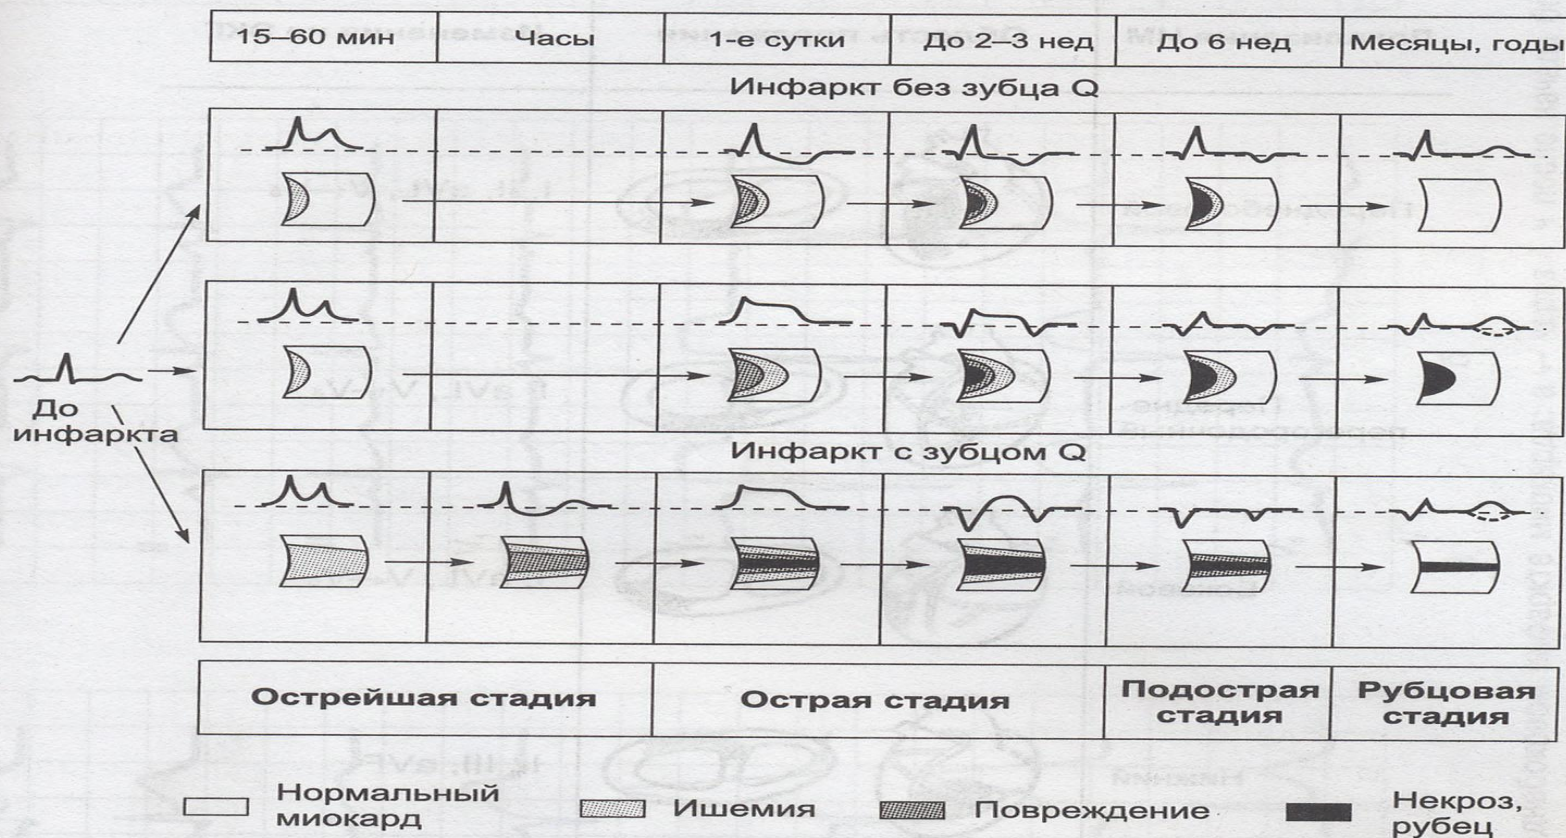 15–60 мин Часы 1-е сутки До 2–3 нед До 6 нед Месяцы, годы
Инфаркт без зубца Q
До
инфаркта
Инфаркт с зубцом Q
Острейшая стадия Острая стадия Подострая стадия Рубцовая стадия
Нормальный миокард Ишемия Повреждение Некроз, рубец